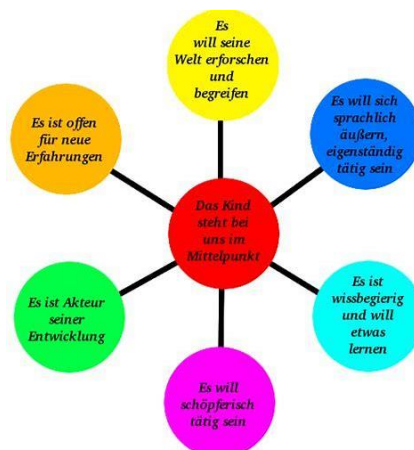 Es
will seine
Welt erforschen
und
begreifen
Es will sich
sprachlich
äußern,
eigenständig
tätig sein
Es ist offen
für neue
Erfahrungen
Das Kind
steht bei
uns im
Mittelpunkt
Es ist
wissbegierig
und will
etwas
lernen
Es ist Akteur
seiner
Entwicklung
Es will
schöpferisch
tätig sein